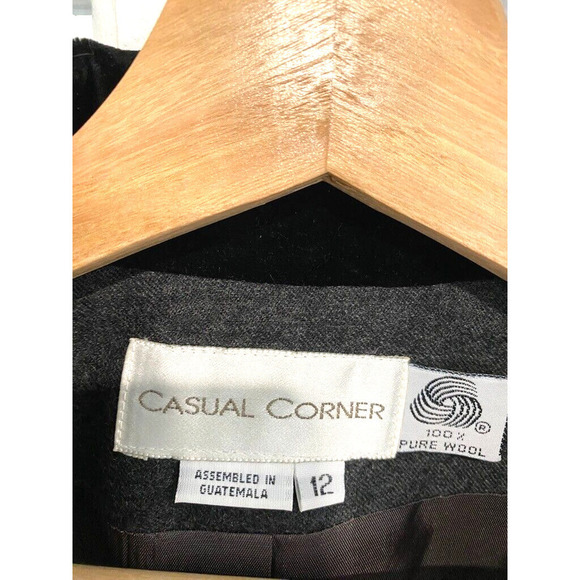 CASUAL CORNER
®
100%
PURE WOOL
ASSEMBLED IN
GUATEMALA
12